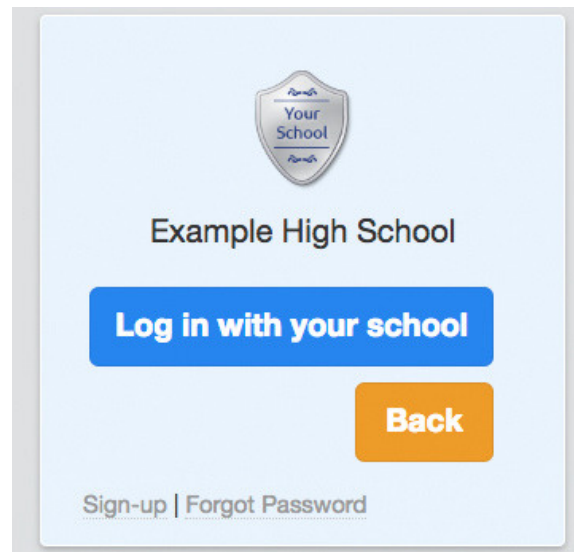 Your
School
Example High School
Log in with your school
Back
Sign-up | Forgot Password